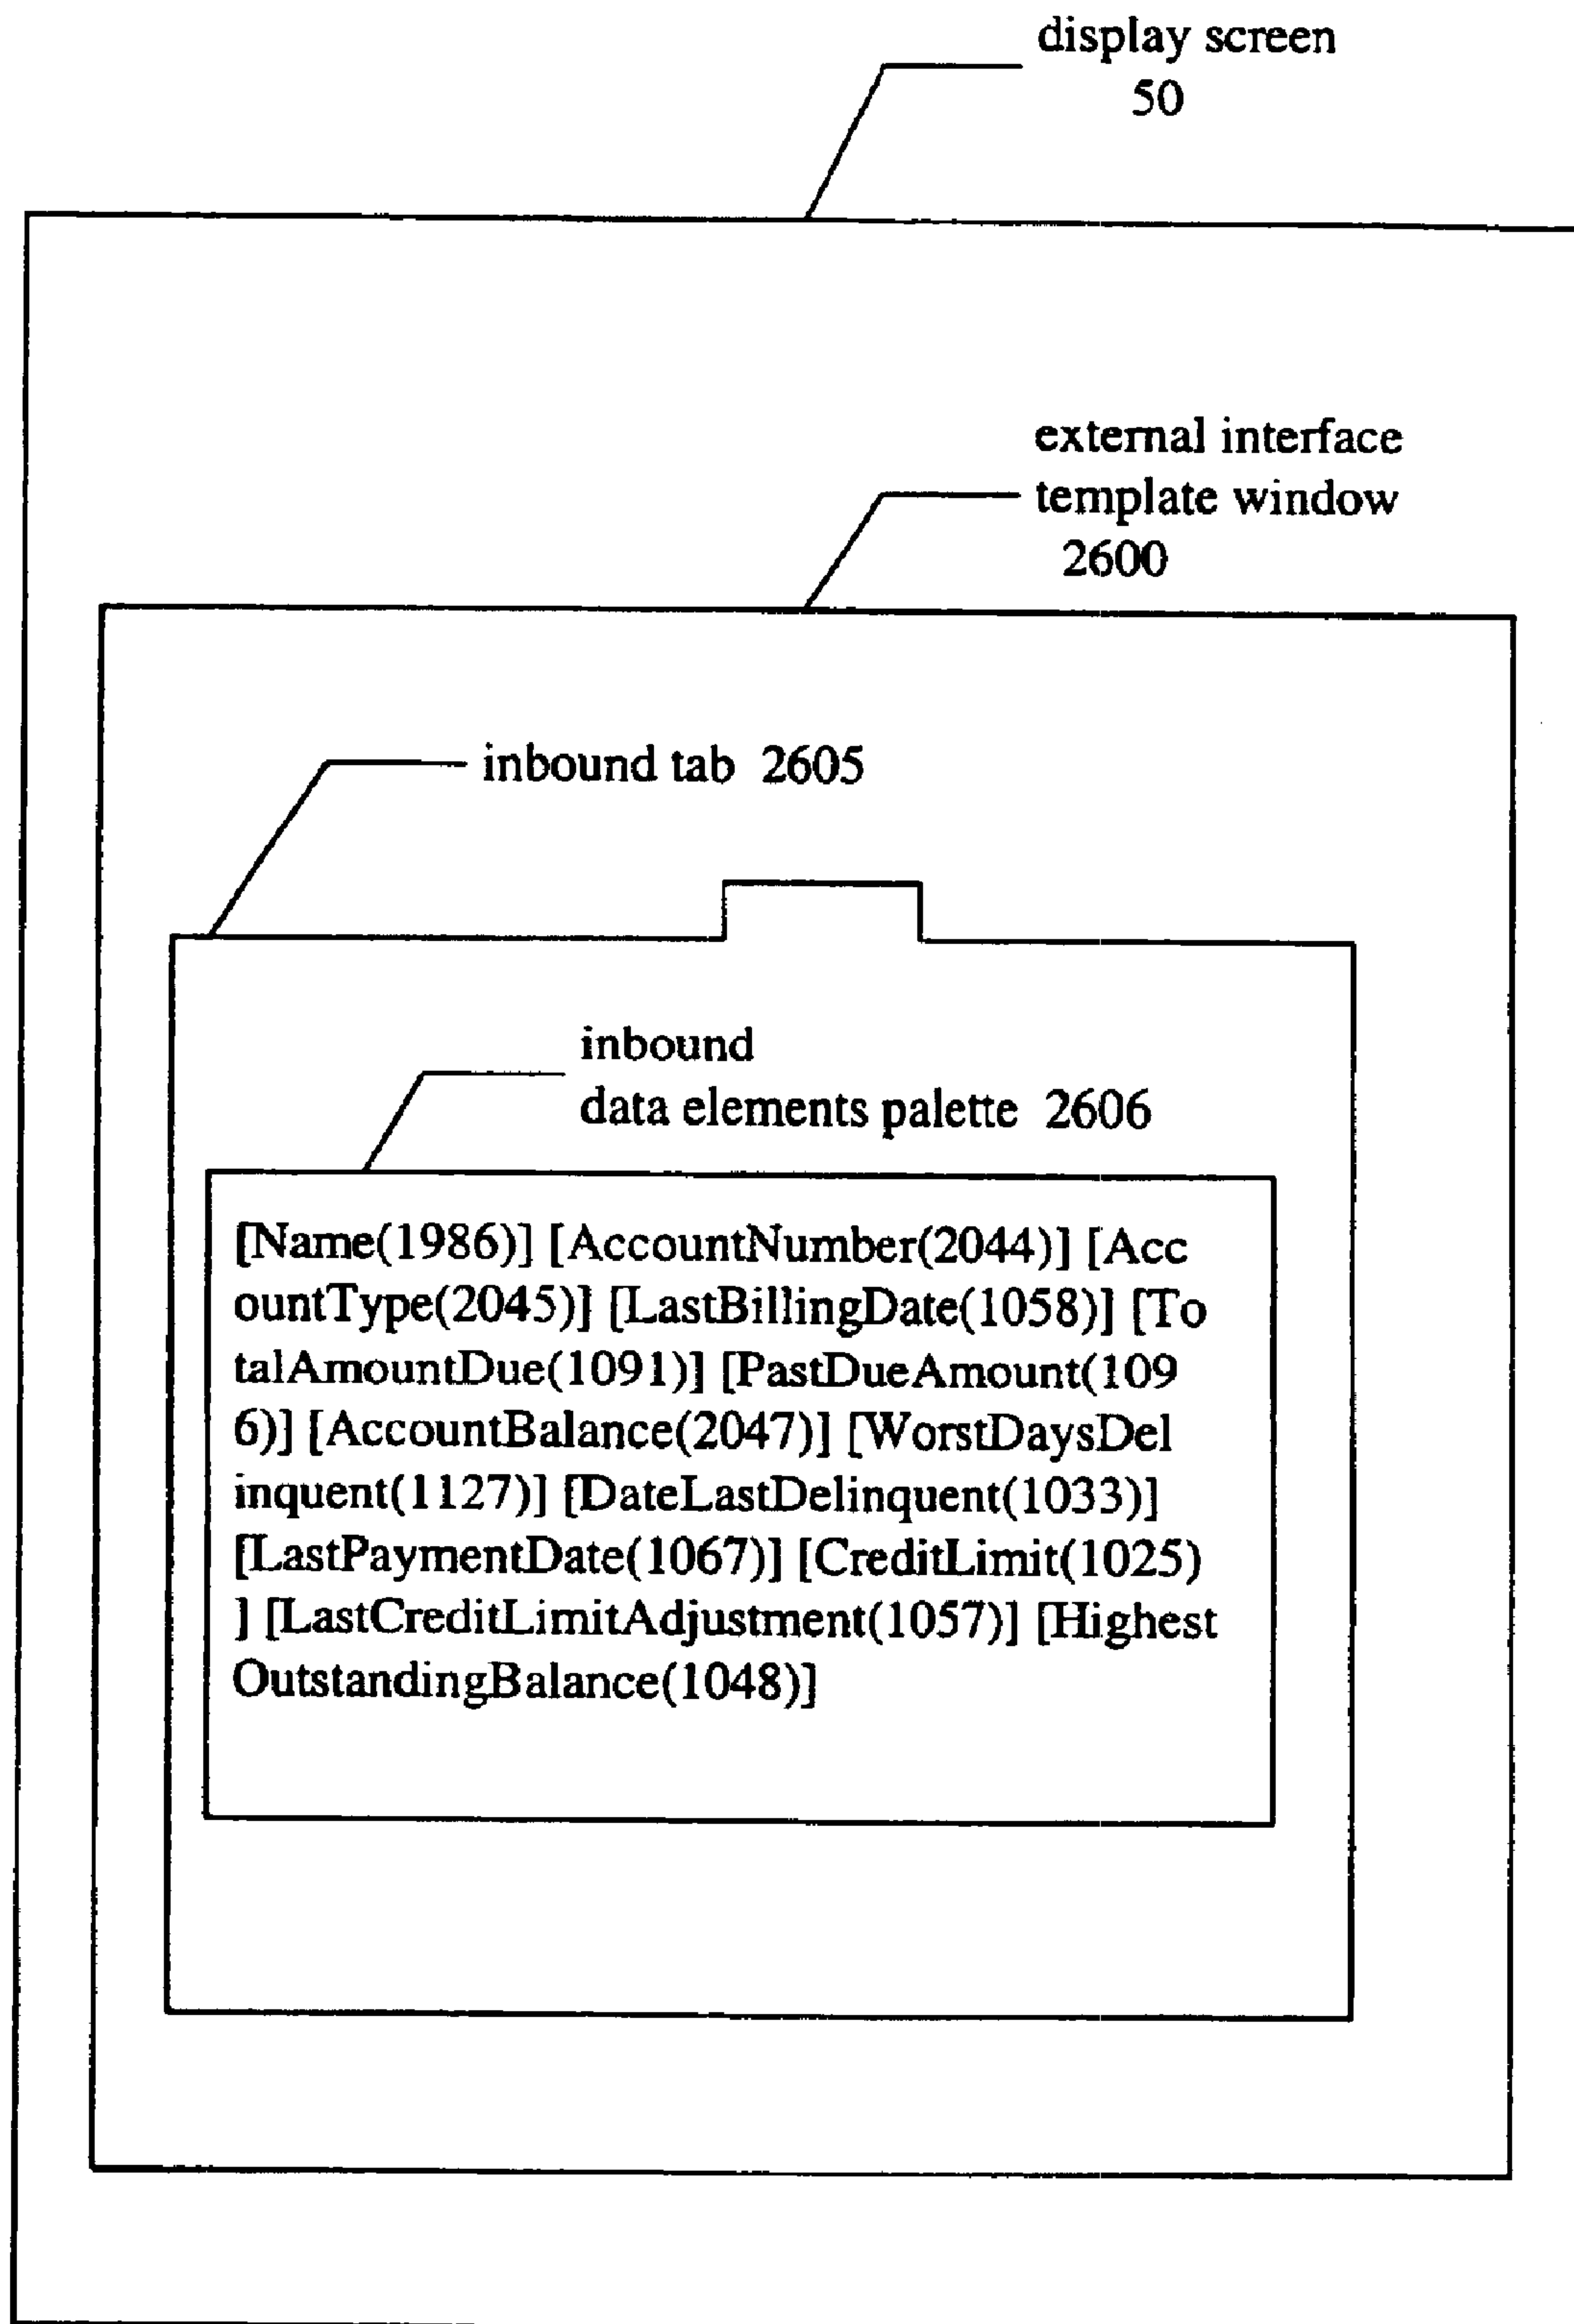 display screen
50
external interface
template window
2600
inbound tab 2605
inbound
data elements palette 2606
[Name(1986)] [AccountNumber(2044)] [Acc
ountType(2045)] [LastBillingDate(1058)] [To
talAmountDue(1091)] [PastDueAmount(109
6)] [AccountBalance(2047)] [WorstDaysDel
inquent(1127)] [DateLastDelinquent(1033)]
[LastPaymentDate(1067)] [CreditLimit(1025)
] [LastCreditLimitAdjustment(1057)] [Highest
OutstandingBalance(1048)]